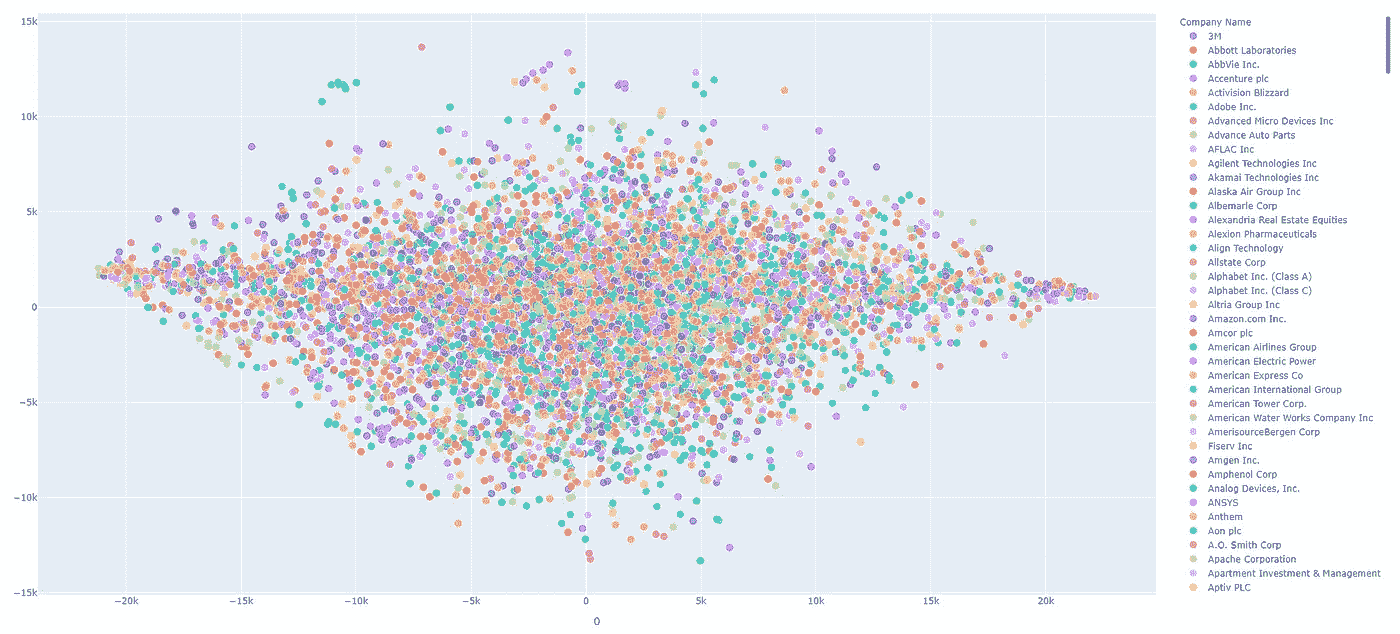 15k
10k
5k
0
−5k
−10k
−15k
−20k
−15k
−10k
−5k
0
5k
10k
15k
20k
0
Company Name
3M
Abbott Laboratories
AbbVie Inc.
Accenture plc
Activision Blizzard
Adobe Inc.
Advanced Micro Devices Inc
Advance Auto Parts
AFLAC Inc
Agilent Technologies Inc
Akamai Technologies Inc
Alaska Air Group Inc
Albemarle Corp
Alexandria Real Estate Equities
Alexion Pharmaceuticals
Align Technology
Allstate Corp
Alphabet Inc. (Class A)
Alphabet Inc. (Class C)
Altria Group Inc
Amazon.com Inc.
Amcor plc
American Airlines Group
American Electric Power
American Express Co
American International Group
American Tower Corp.
American Water Works Company Inc
AmerisourceBergen Corp
Fiserv Inc
Amgen Inc.
Amphenol Corp
Analog Devices, Inc.
ANSYS
Anthem
Aon plc
A.O. Smith Corp
Apache Corporation
Apartment Investment & Management
Aptiv PLC